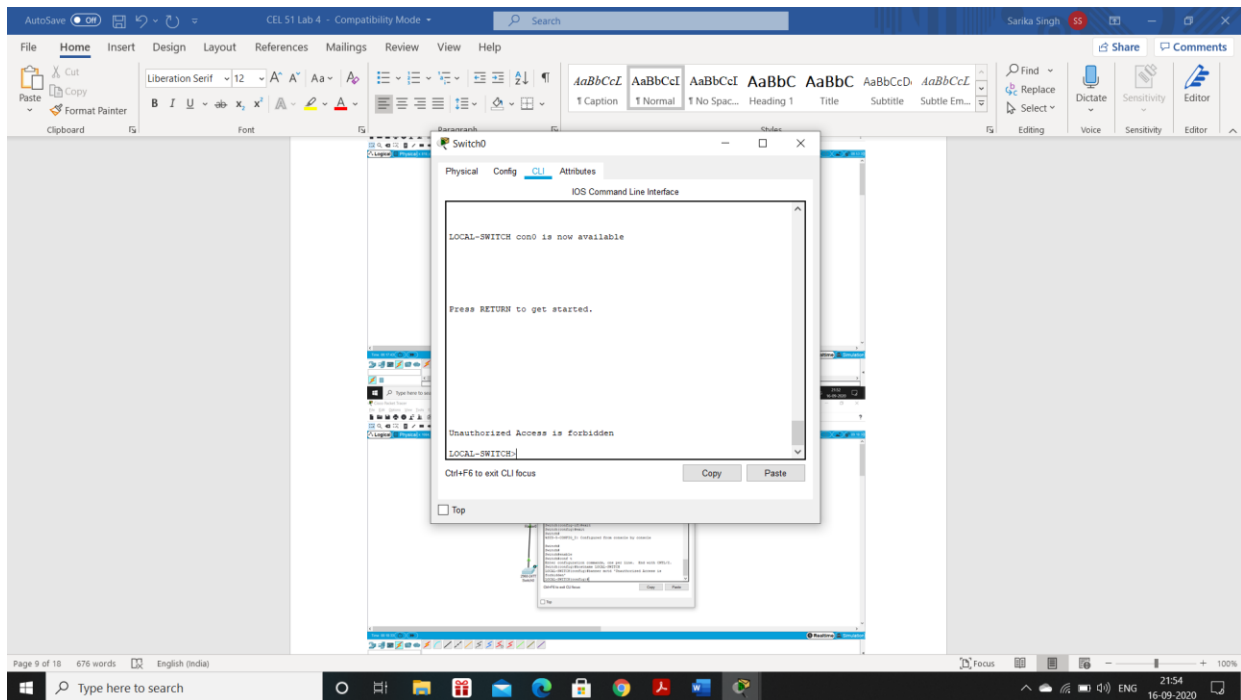 AutoSave Off CEL 51 Lab 4 - Compatibility Mode Search Sarika Singh SS
File Home Insert Design Layout References Mailings Review View Help Share Comments
Paste Cut Copy Format Painter
Liberation Serif 12
B I U ab x x A
AaBbCcL AaBbCcI AaBbCcI AaBbC AaBbC AaBbCcD AaBbCcL
¶ Caption ¶ Normal ¶ No Spac... Heading 1 Title Subtitle Subtle Em...
Find Replace Select
Dictate Sensitivity Editor
Clipboard Font Paragraph Styles Editing Voice Sensitivity Editor
Switch0
Physical Config CLI Attributes
IOS Command Line Interface
LOCAL-SWITCH con0 is now available
Press RETURN to get started.
Unauthorized Access is forbidden
LOCAL-SWITCH>
Ctrl+F6 to exit CLI focus Copy Paste
Top
Page 9 of 18 676 words English (India) Focus 100%
Type here to search ENG 21:54
16-09-2020